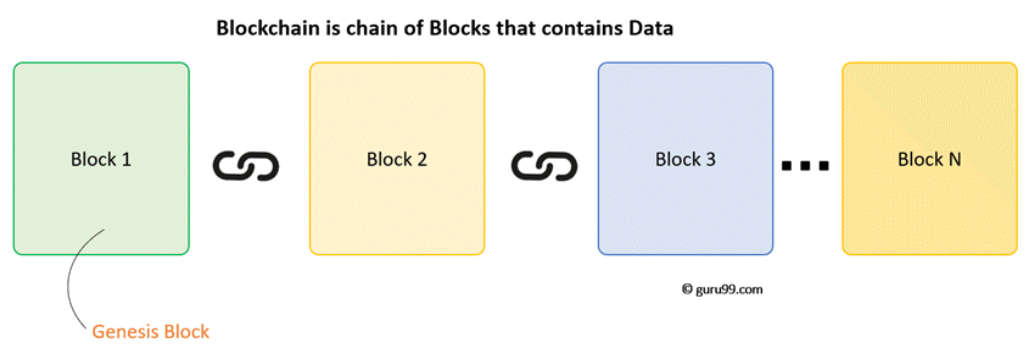 Blockchain is chain of Blocks that contains Data
Block 1
Block 2
Block 3
Block N
© guru99.com
Genesis Block